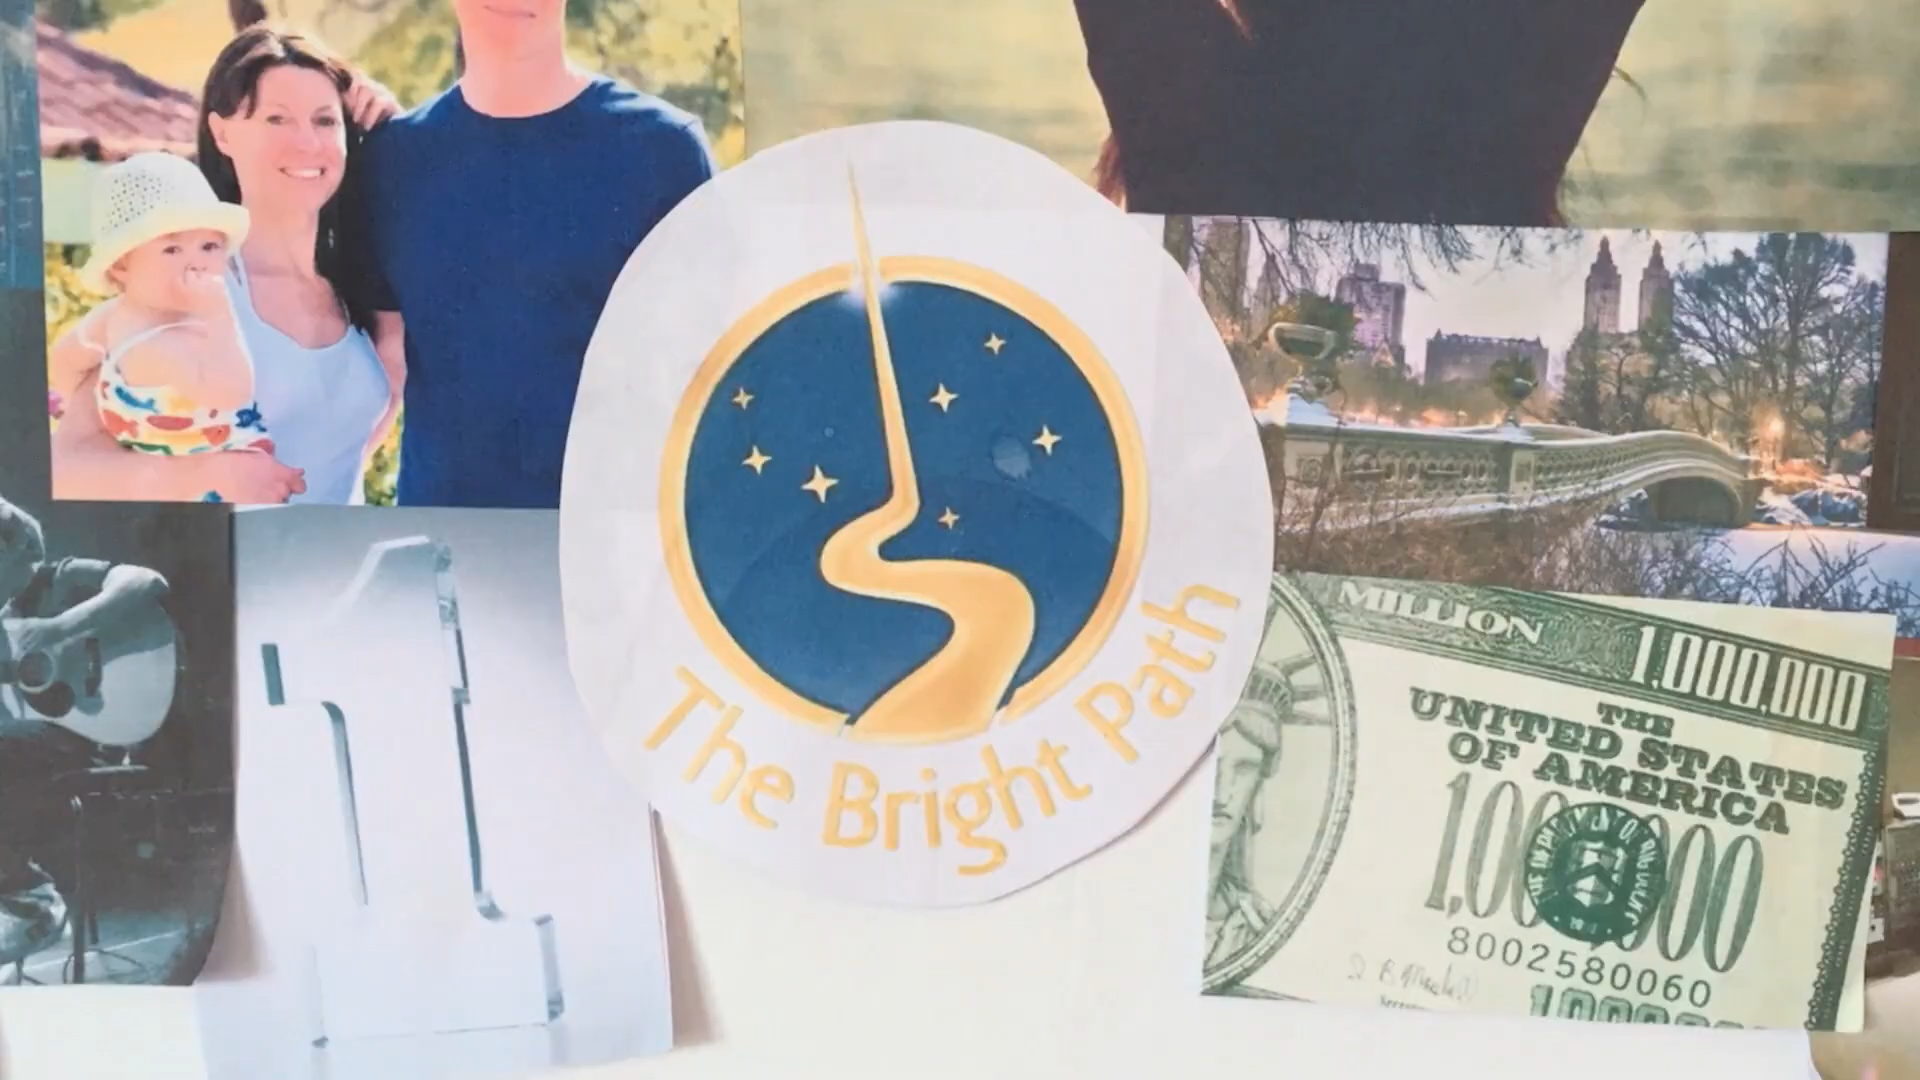 The Bright Path
MILLION 1,000,000
THE
UNITED STATES
OF AMERICA
8002580060